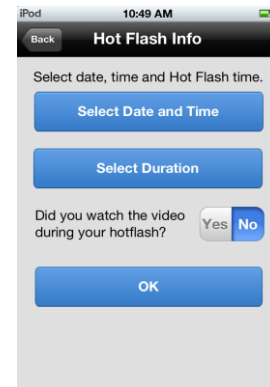 iPod 10:49 AM
Back Hot Flash Info
Select date, time and Hot Flash time.
Select Date and Time
Select Duration
Did you watch the video
during your hotflash?
Yes No
OK